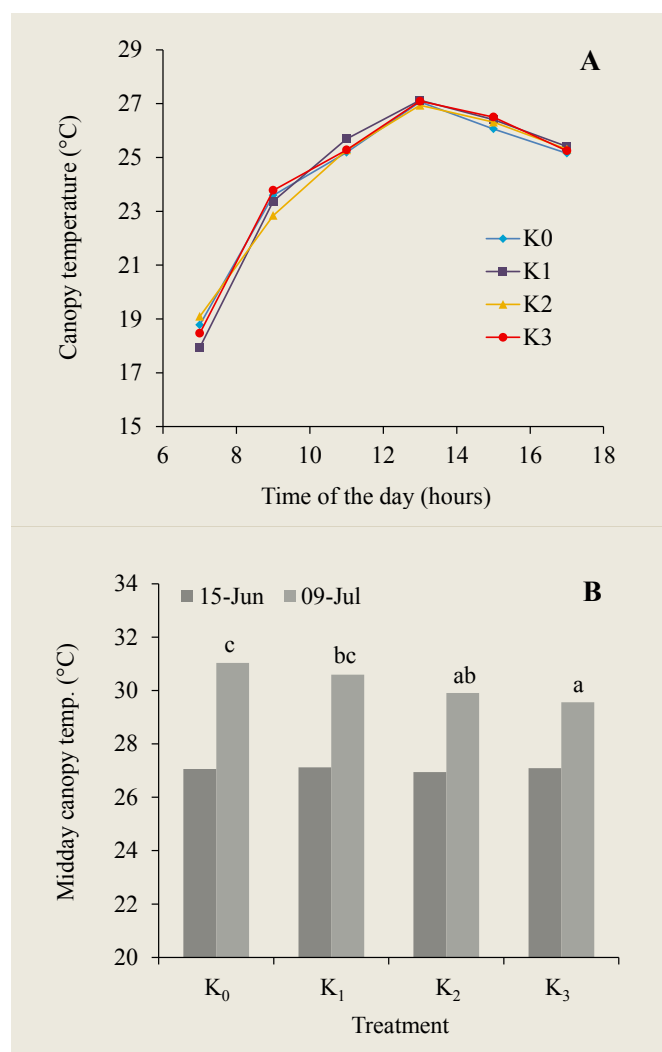 A
29
27
25
23
21
19
17
15
6 8 10 12 14 16 18
Canopy temperature (°C)
Time of the day (hours)
K0
K1
K2
K3
B
15-Jun 09-Jul
34
32
30
28
26
24
22
20
c bc ab a
Midday canopy temp. (°C)
K₀ K₁ K₂ K₃
Treatment